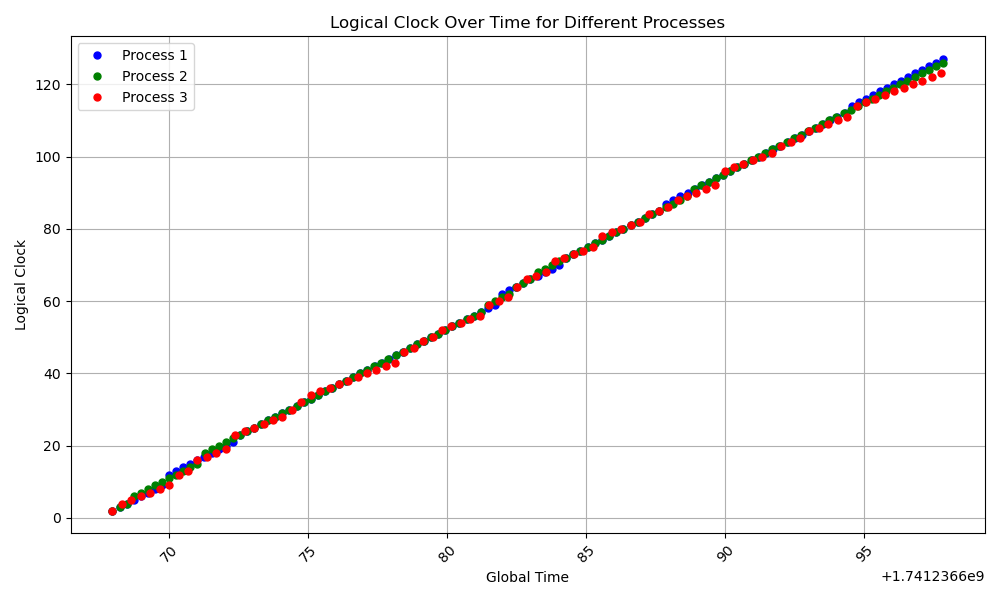 Logical Clock Over Time for Different Processes
Process 1
Process 2
Process 3
Logical Clock
120
100
80
60
40
20
0
70 75 80 85 90 95
Global Time
+1.7412366e9